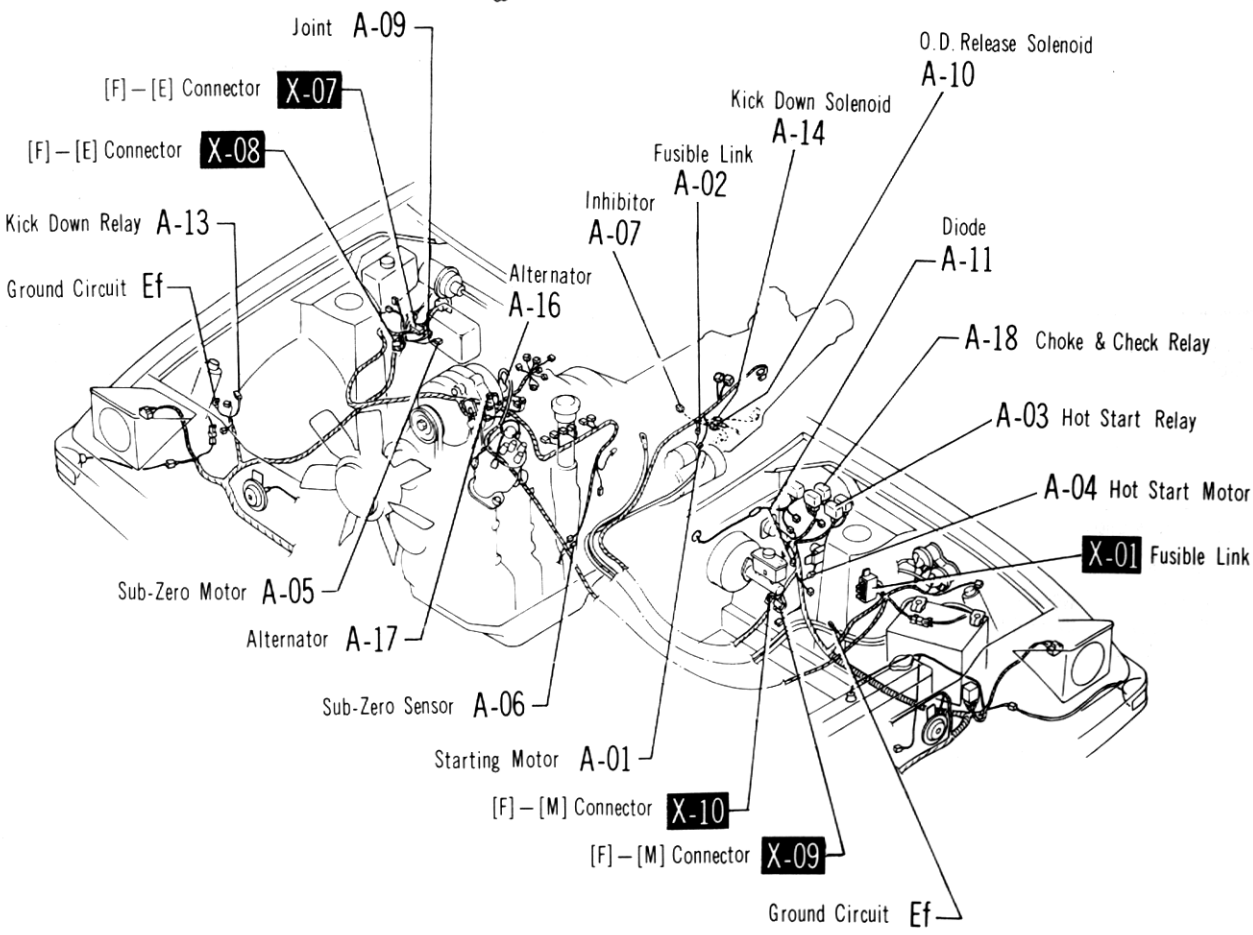 Joint A-09
[F]-[E] Connector X-07
[F]-[E] Connector X-08
Kick Down Relay A-13
Ground Circuit Ef
O.D. Release Solenoid
A-10
Kick Down Solenoid
A-14
Fusible Link
A-02
Inhibitor
A-07
Alternator
A-16
Diode
A-11
A-18 Choke & Check Relay
A-03 Hot Start Relay
A-04 Hot Start Motor
X-01 Fusible Link
Sub-Zero Motor A-05
Alternator A-17
Sub-Zero Sensor A-06
Starting Motor A-01
[F]-[M] Connector X-10
[F]-[M] Connector X-09
Ground Circuit Ef